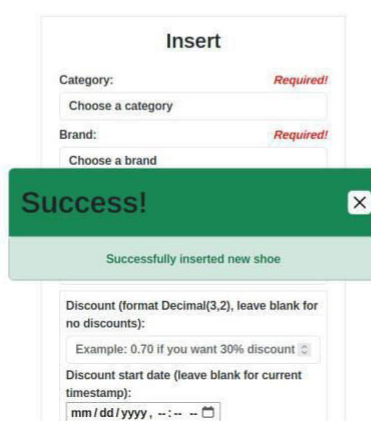 Insert
Category: Required!
Choose a category
Brand: Required!
Choose a brand
Success!
Successfully inserted new shoe
Discount (format Decimal(3,2), leave blank for
no discounts):
Example: 0.70 if you want 30% discount
Discount start date (leave blank for current
timestamp):
mm/dd/yyyy, --:-- --